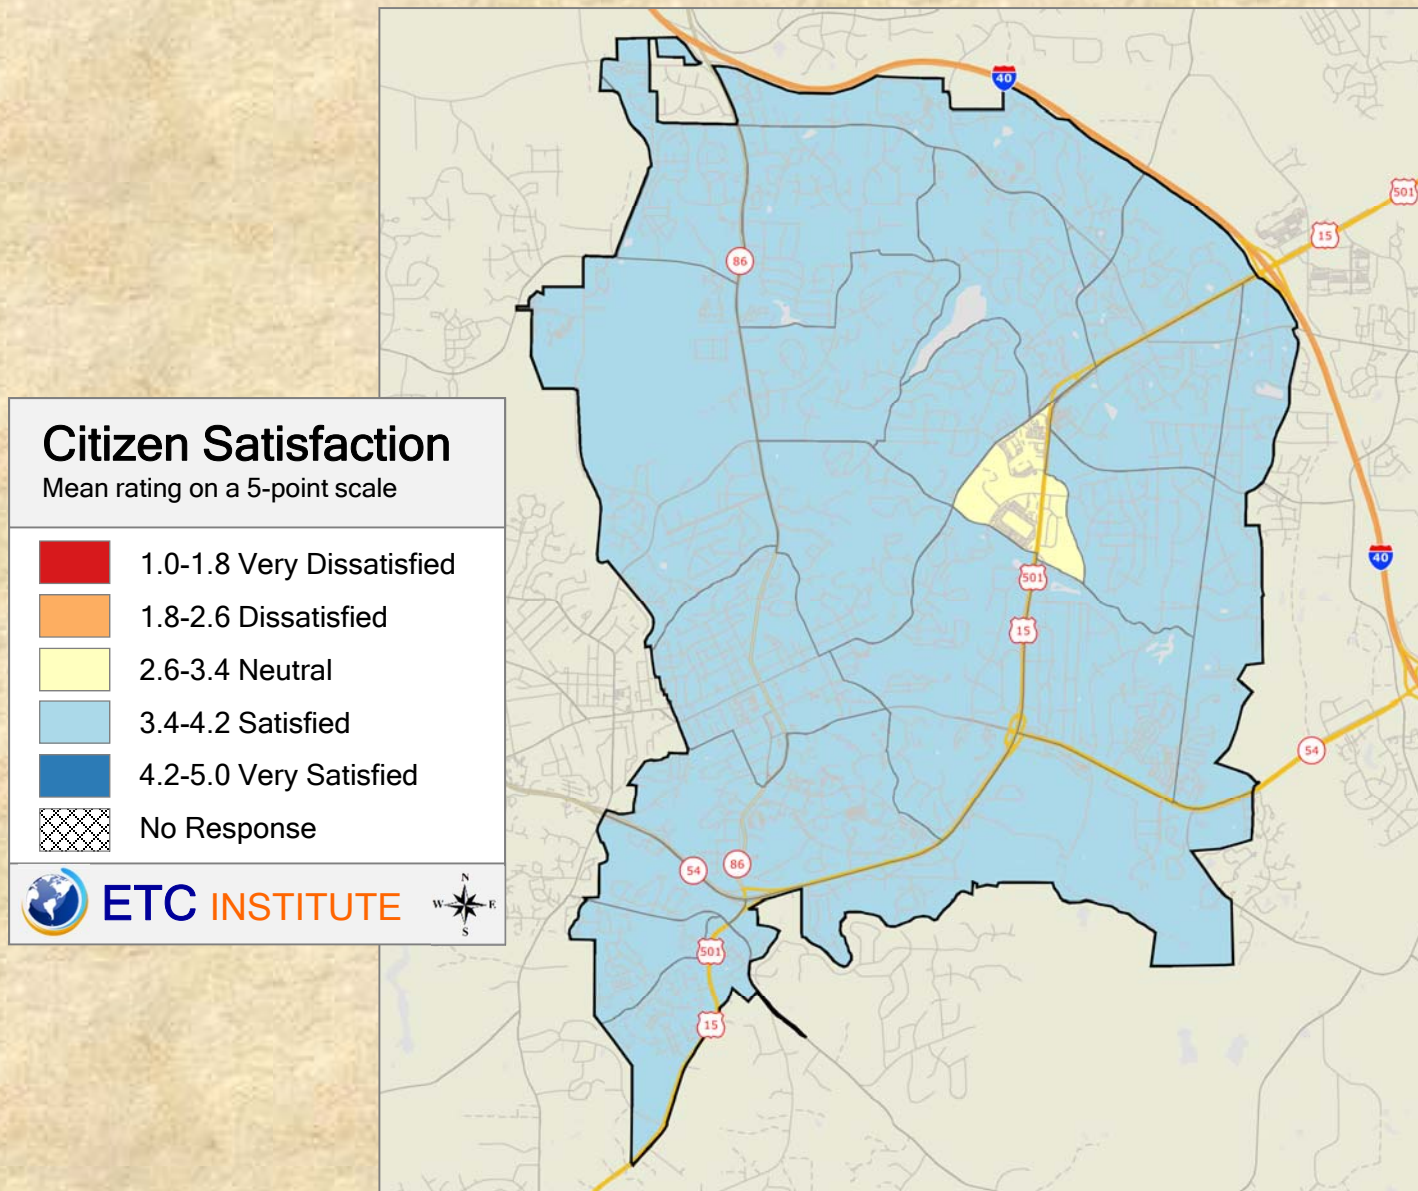 40
501
15
86
Citizen Satisfaction
Mean rating on a 5-point scale
1.0-1.8 Very Dissatisfied
1.8-2.6 Dissatisfied
2.6-3.4 Neutral
3.4-4.2 Satisfied
4.2-5.0 Very Satisfied
No Response
ETC INSTITUTE
N
W E
S
40
501
15
54
54
86
501
15